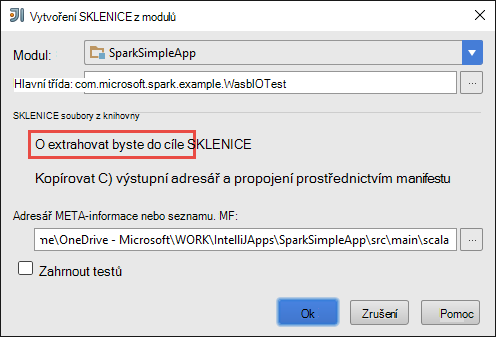 Vytvoření SKLENICE z modulů
Modul: SparkSimpleApp
Hlavní třída: com.microsoft.spark.example.WasbIOTest ...
SKLENICE soubory z knihovny
O extrahovat byste do cíle SKLENICE
Kopírovat C) výstupní adresář a propojení prostřednictvím manifestu
Adresář META-informace nebo seznamu. MF:
me\OneDrive - Microsoft\WORK\IntelliJApps\SparkSimpleApp\src\main\scala ...
Zahrnout testů
Ok Zrušení Pomoc